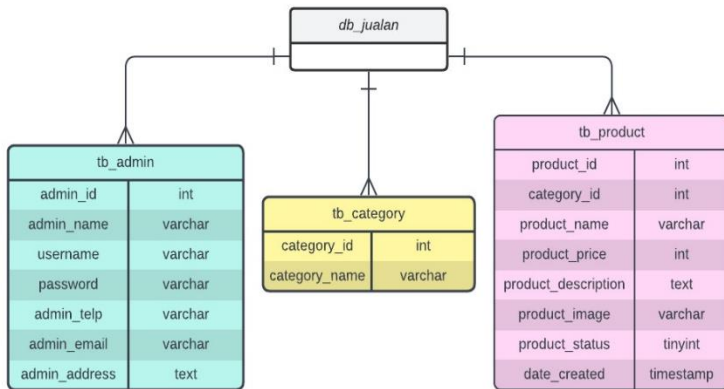 db_jualan
tb_admin
admin_id int
admin_name varchar
username varchar
password varchar
admin_telp varchar
admin_email varchar
admin_address text
tb_category
category_id int
category_name varchar
tb_product
product_id int
category_id int
product_name varchar
product_price int
product_description text
product_image varchar
product_status tinyint
date_created timestamp